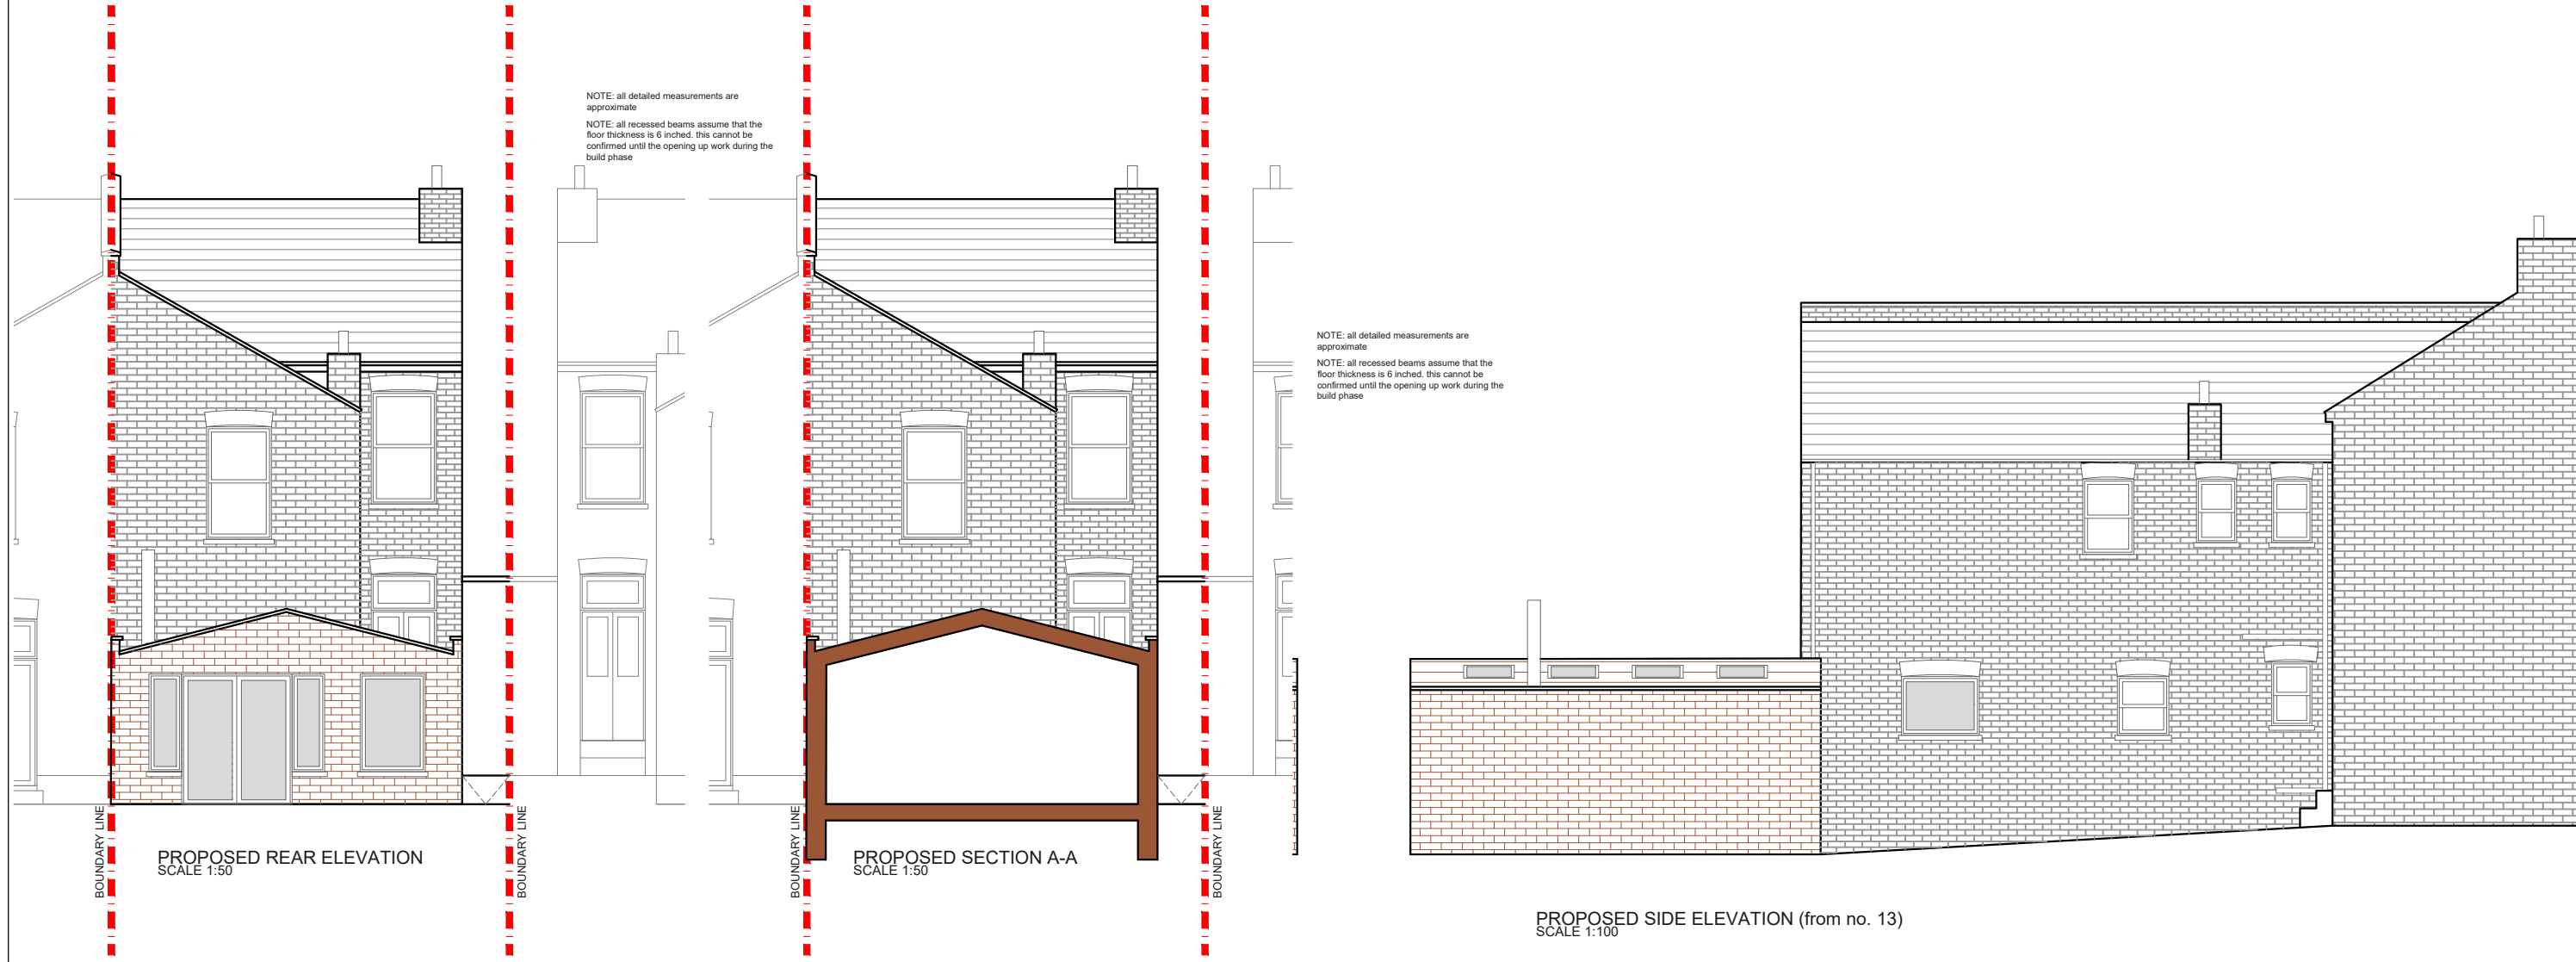 NOTE: all detailed measurements are
approximate
NOTE: all recessed beams assume that the
floor thickness is 6 inched. this cannot be
confirmed until the opening up work during the
build phase
NOTE: all detailed measurements are
approximate
NOTE: all recessed beams assume that the
floor thickness is 6 inched. this cannot be
confirmed until the opening up work during the
build phase
BOUNDARY LINE
PROPOSED REAR ELEVATION
SCALE 1:50
BOUNDARY LINE
BOUNDARY LINE
PROPOSED SECTION A-A
SCALE 1:50
BOUNDARY LINE
PROPOSED SIDE ELEVATION (from no. 13)
SCALE 1:100